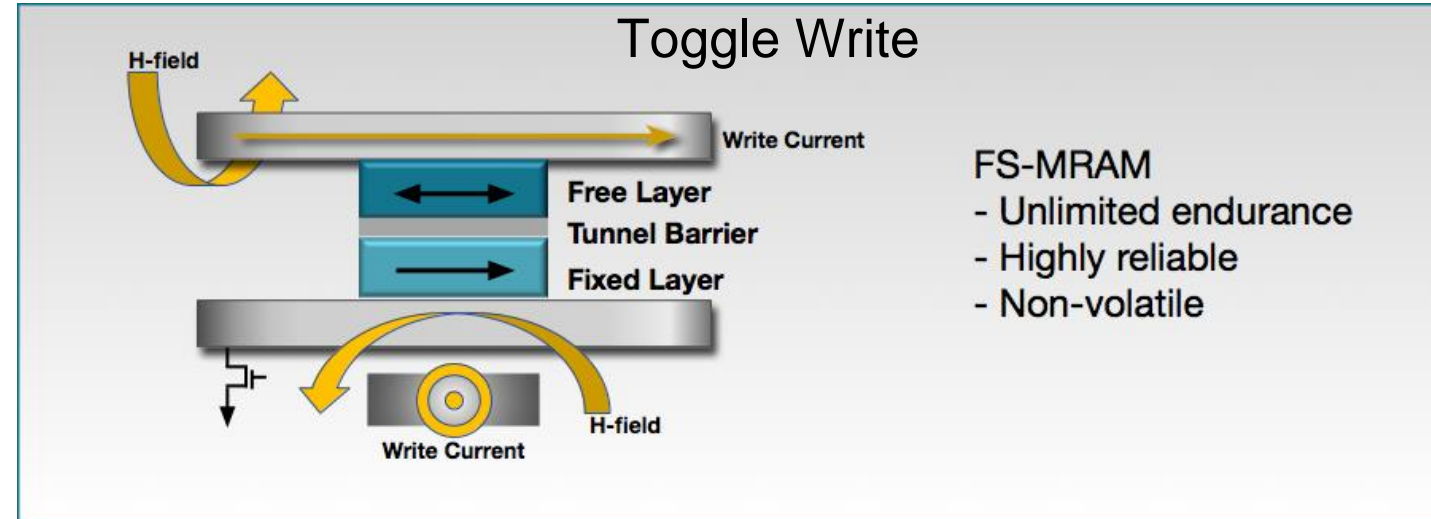 Toggle Write
H-field
Write Current
Free Layer
Tunnel Barrier
Fixed Layer
H-field
Write Current
FS-MRAM
- Unlimited endurance
- Highly reliable
- Non-volatile